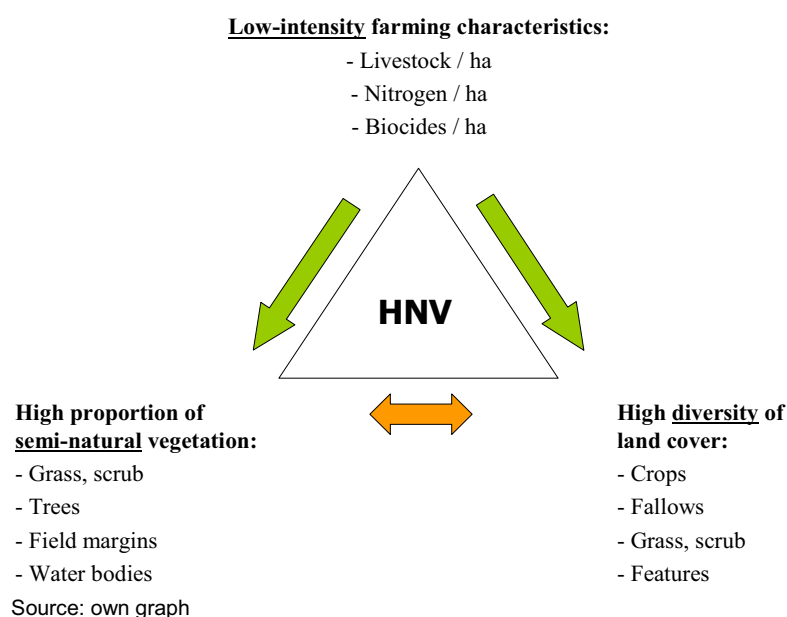 Low-intensity farming characteristics:
- Livestock / ha
- Nitrogen / ha
- Biocides / ha
HNV
High proportion of
semi-natural vegetation:
- Grass, scrub
- Trees
- Field margins
- Water bodies
High diversity of
land cover:
- Crops
- Fallows
- Grass, scrub
- Features
Source: own graph